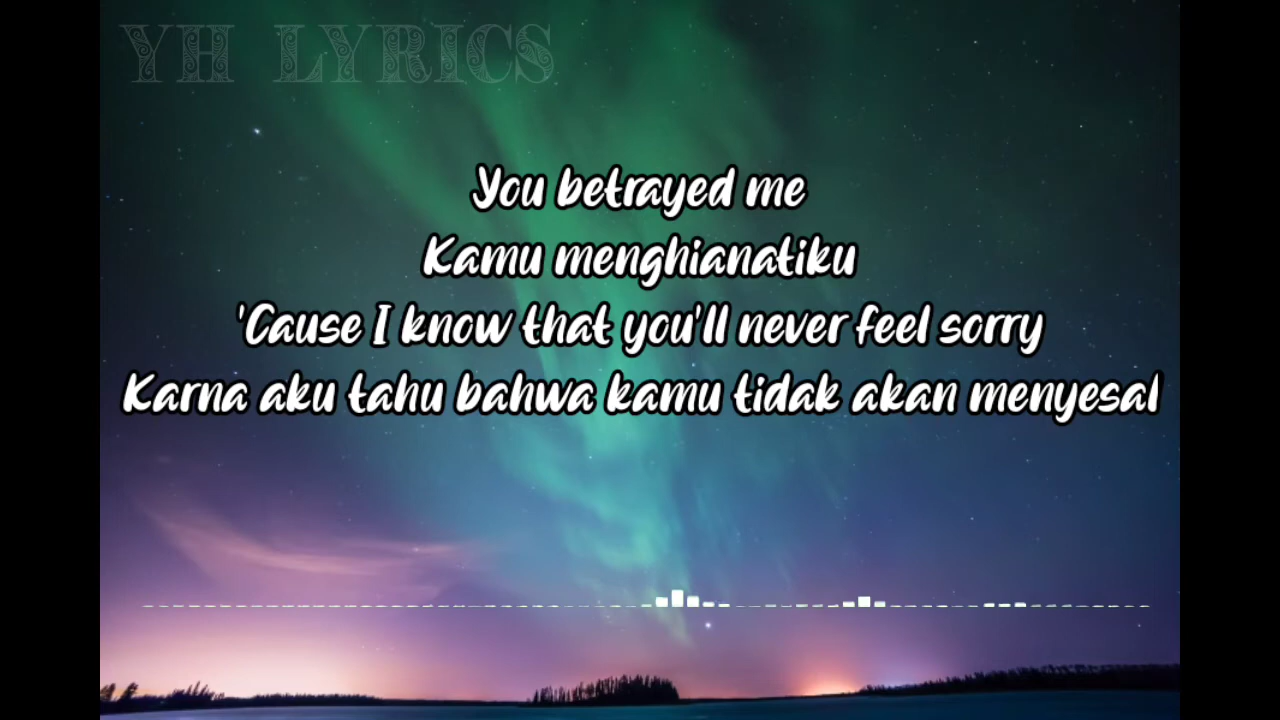 YH LYRICS
You betrayed me
Kamu menghianatiku
'Cause I know that you'll never feel sorry
Karna aku tahu bahwa kamu tidak akan menyesal